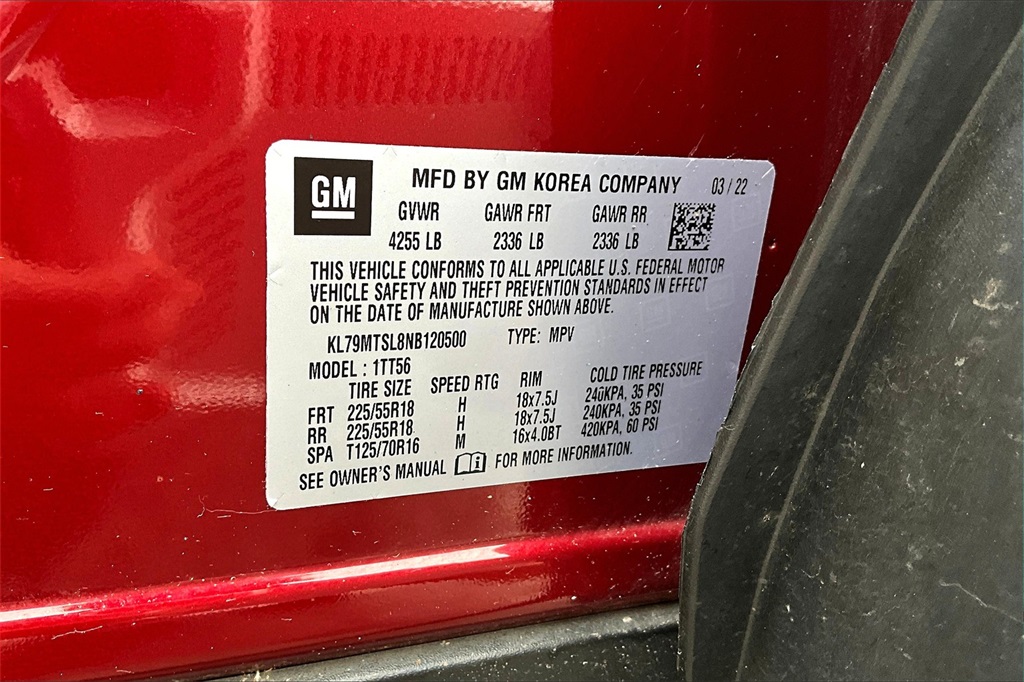 GM
MFD BY GM KOREA COMPANY 03 / 22
GVWR GAWR FRT GAWR RR
4255 LB 2336 LB 2336 LB
THIS VEHICLE CONFORMS TO ALL APPLICABLE U.S. FEDERAL MOTOR
VEHICLE SAFETY AND THEFT PREVENTION STANDARDS IN EFFECT
ON THE DATE OF MANUFACTURE SHOWN ABOVE.
KL79MTSL8NB120500 TYPE: MPV
MODEL : 1TT56
TIRE SIZE SPEED RTG RIM COLD TIRE PRESSURE
FRT 225/55R18 H 18x7.5J 240KPA, 35 PSI
RR 225/55R18 H 18x7.5J 240KPA, 35 PSI
SPA T125/70R16 M 16x4.0BT 420KPA, 60 PSI
SEE OWNER'S MANUAL i FOR MORE INFORMATION.